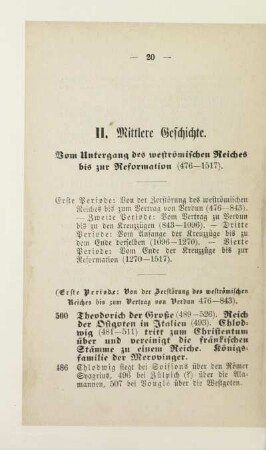 — 20 —
II. Mittlere Geschichte.
Vom Untergang des weströmischen Reiches
bis zur Reformation (476—1517).
Erste Periode: Von der Zerstörung des weströmischen
Reiches bis zum Vertrag von Verdun (476—843).
— Zweite Periode: Vom Vertrag zu Verdun
bis zu den Kreuzzügen (843—1096). — Dritte
Periode: Vom Anfange der Kreuzzüge bis zu
dem Ende derselben (1096—1270). — Vierte
Periode: Vom Ende der Kreuzzüge bis zur
Reformation (1270—1517).
(Erste Periode: Von der Zerstörung des weströmischen
Reiches bis zum Vertrag von Verdun 476—843).
500 Theodorich der Große (489—526). Reich
der Ostgoten in Italien (493). Chlod-
wig (481—511) tritt zum Christentum
über und vereinigt die fränkischen
Stämme zu einem Reiche. Königs-
familie der Merovinger.
486 Chlodwig siegt bei Soissons über den Römer
Syagrius, 496 bei Zülpich (?) über die Ala-
mannen, 507 bei Vouglé über die Westgoten.